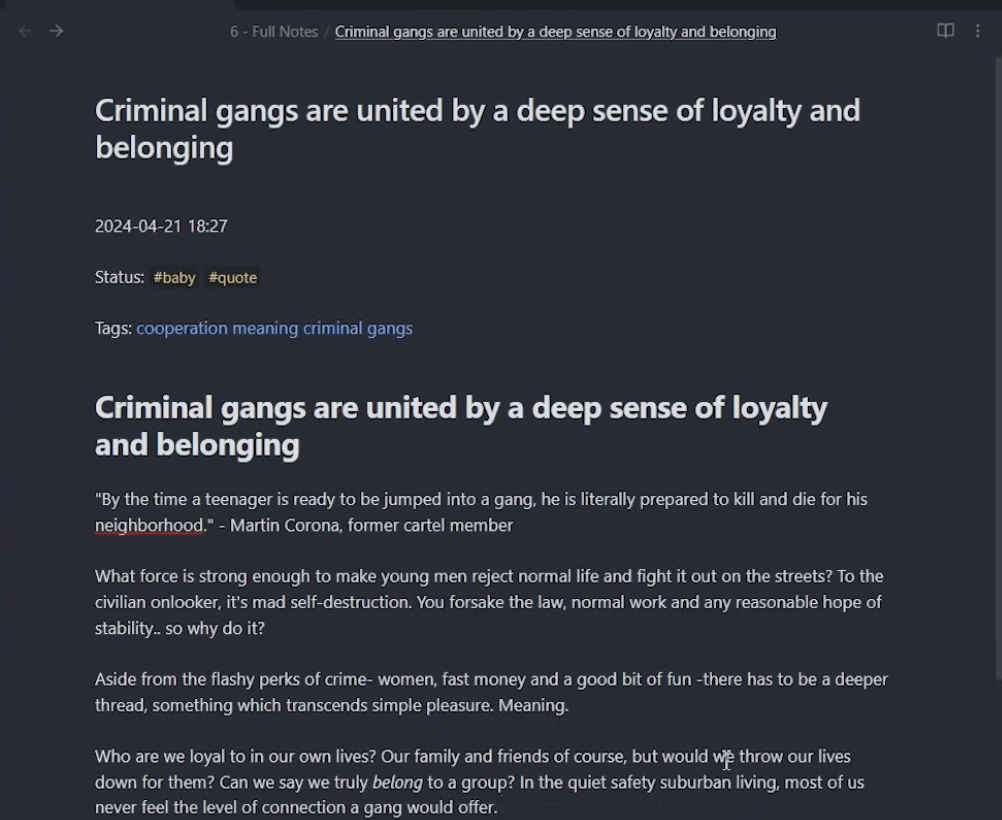 6 - Full Notes / Criminal gangs are united by a deep sense of loyalty and belonging
Criminal gangs are united by a deep sense of loyalty and
belonging
2024-04-21 18:27
Status: #baby #quote
Tags: cooperation meaning criminal gangs
Criminal gangs are united by a deep sense of loyalty
and belonging
"By the time a teenager is ready to be jumped into a gang, he is literally prepared to kill and die for his
neighborhood." - Martin Corona, former cartel member
What force is strong enough to make young men reject normal life and fight it out on the streets? To the
civilian onlooker, it's mad self-destruction. You forsake the law, normal work and any reasonable hope of
stability.. so why do it?
Aside from the flashy perks of crime- women, fast money and a good bit of fun -there has to be a deeper
thread, something which transcends simple pleasure. Meaning.
Who are we loyal to in our own lives? Our family and friends of course, but would we throw our lives
down for them? Can we say we truly belong to a group? In the quiet safety suburban living, most of us
never feel the level of connection a gang would offer.